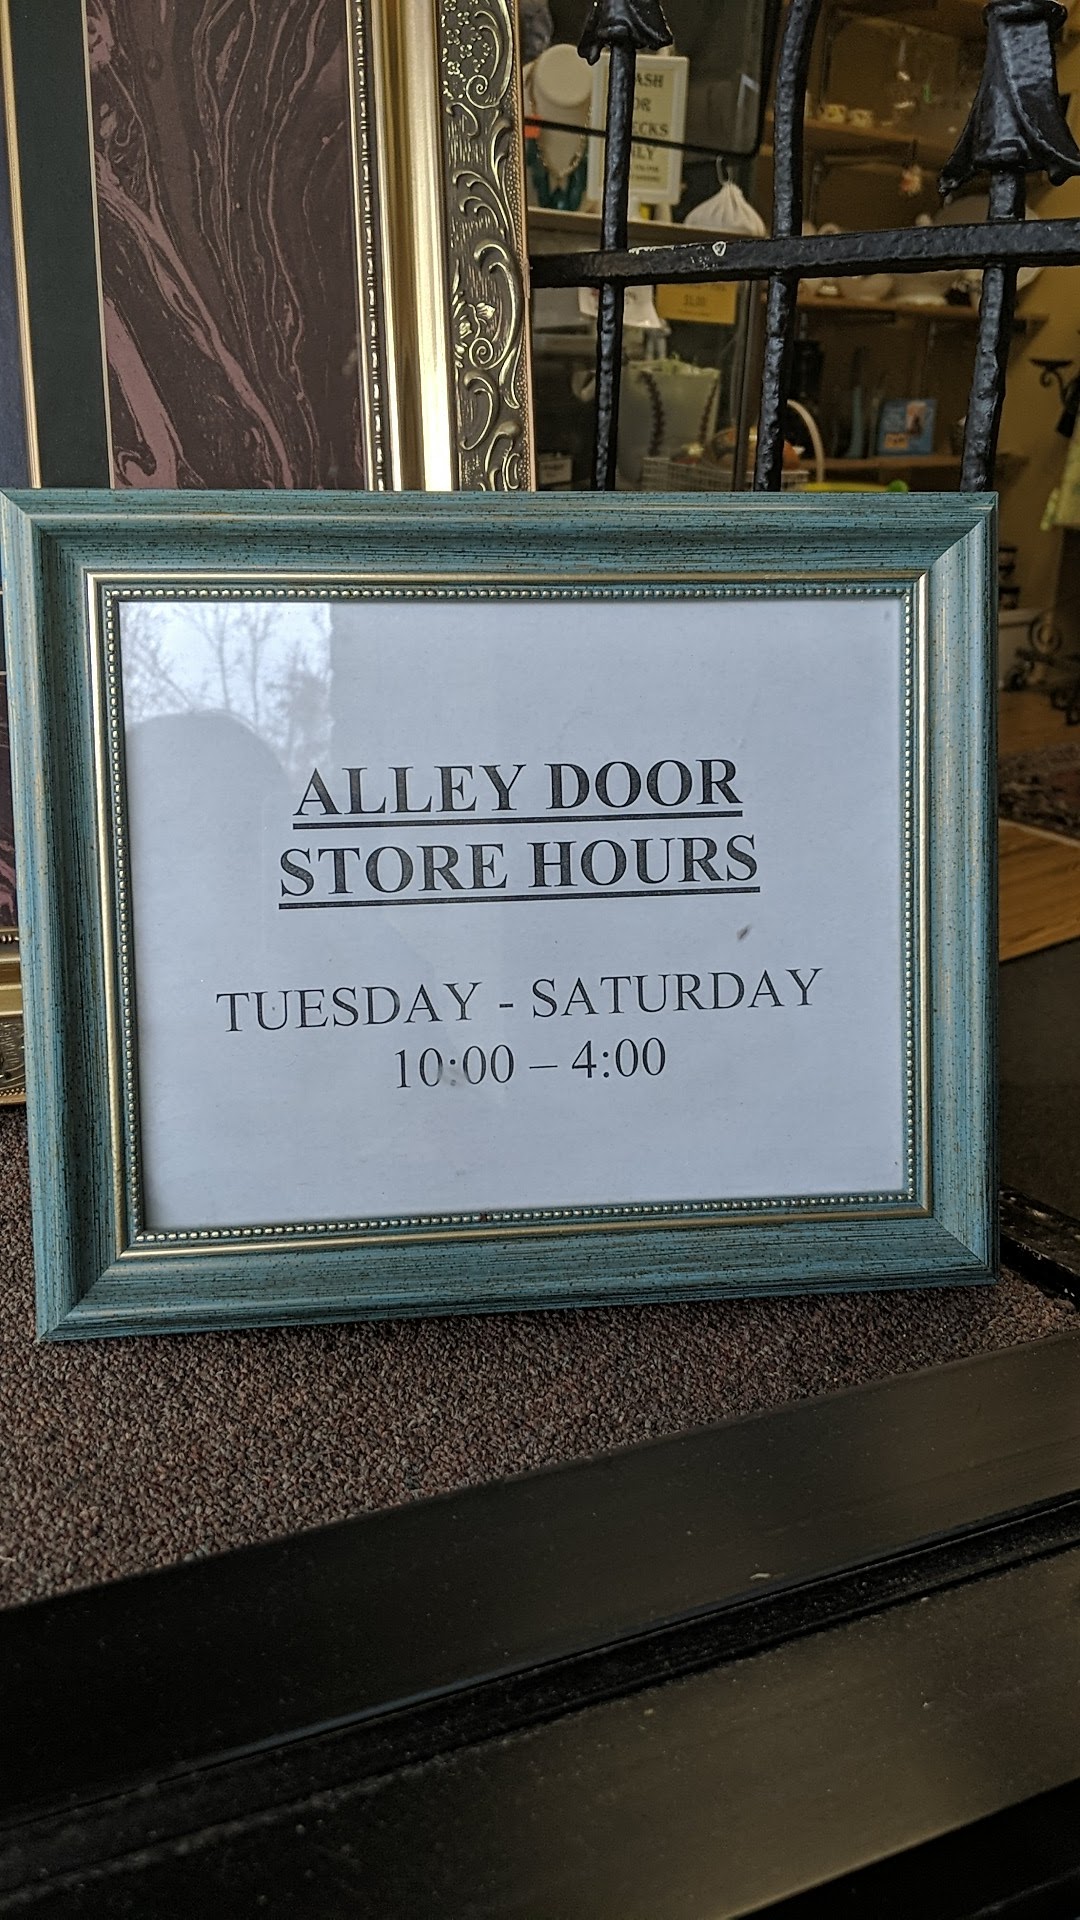 ALLEY DOOR
STORE HOURS
TUESDAY - SATURDAY
10:00 – 4:00